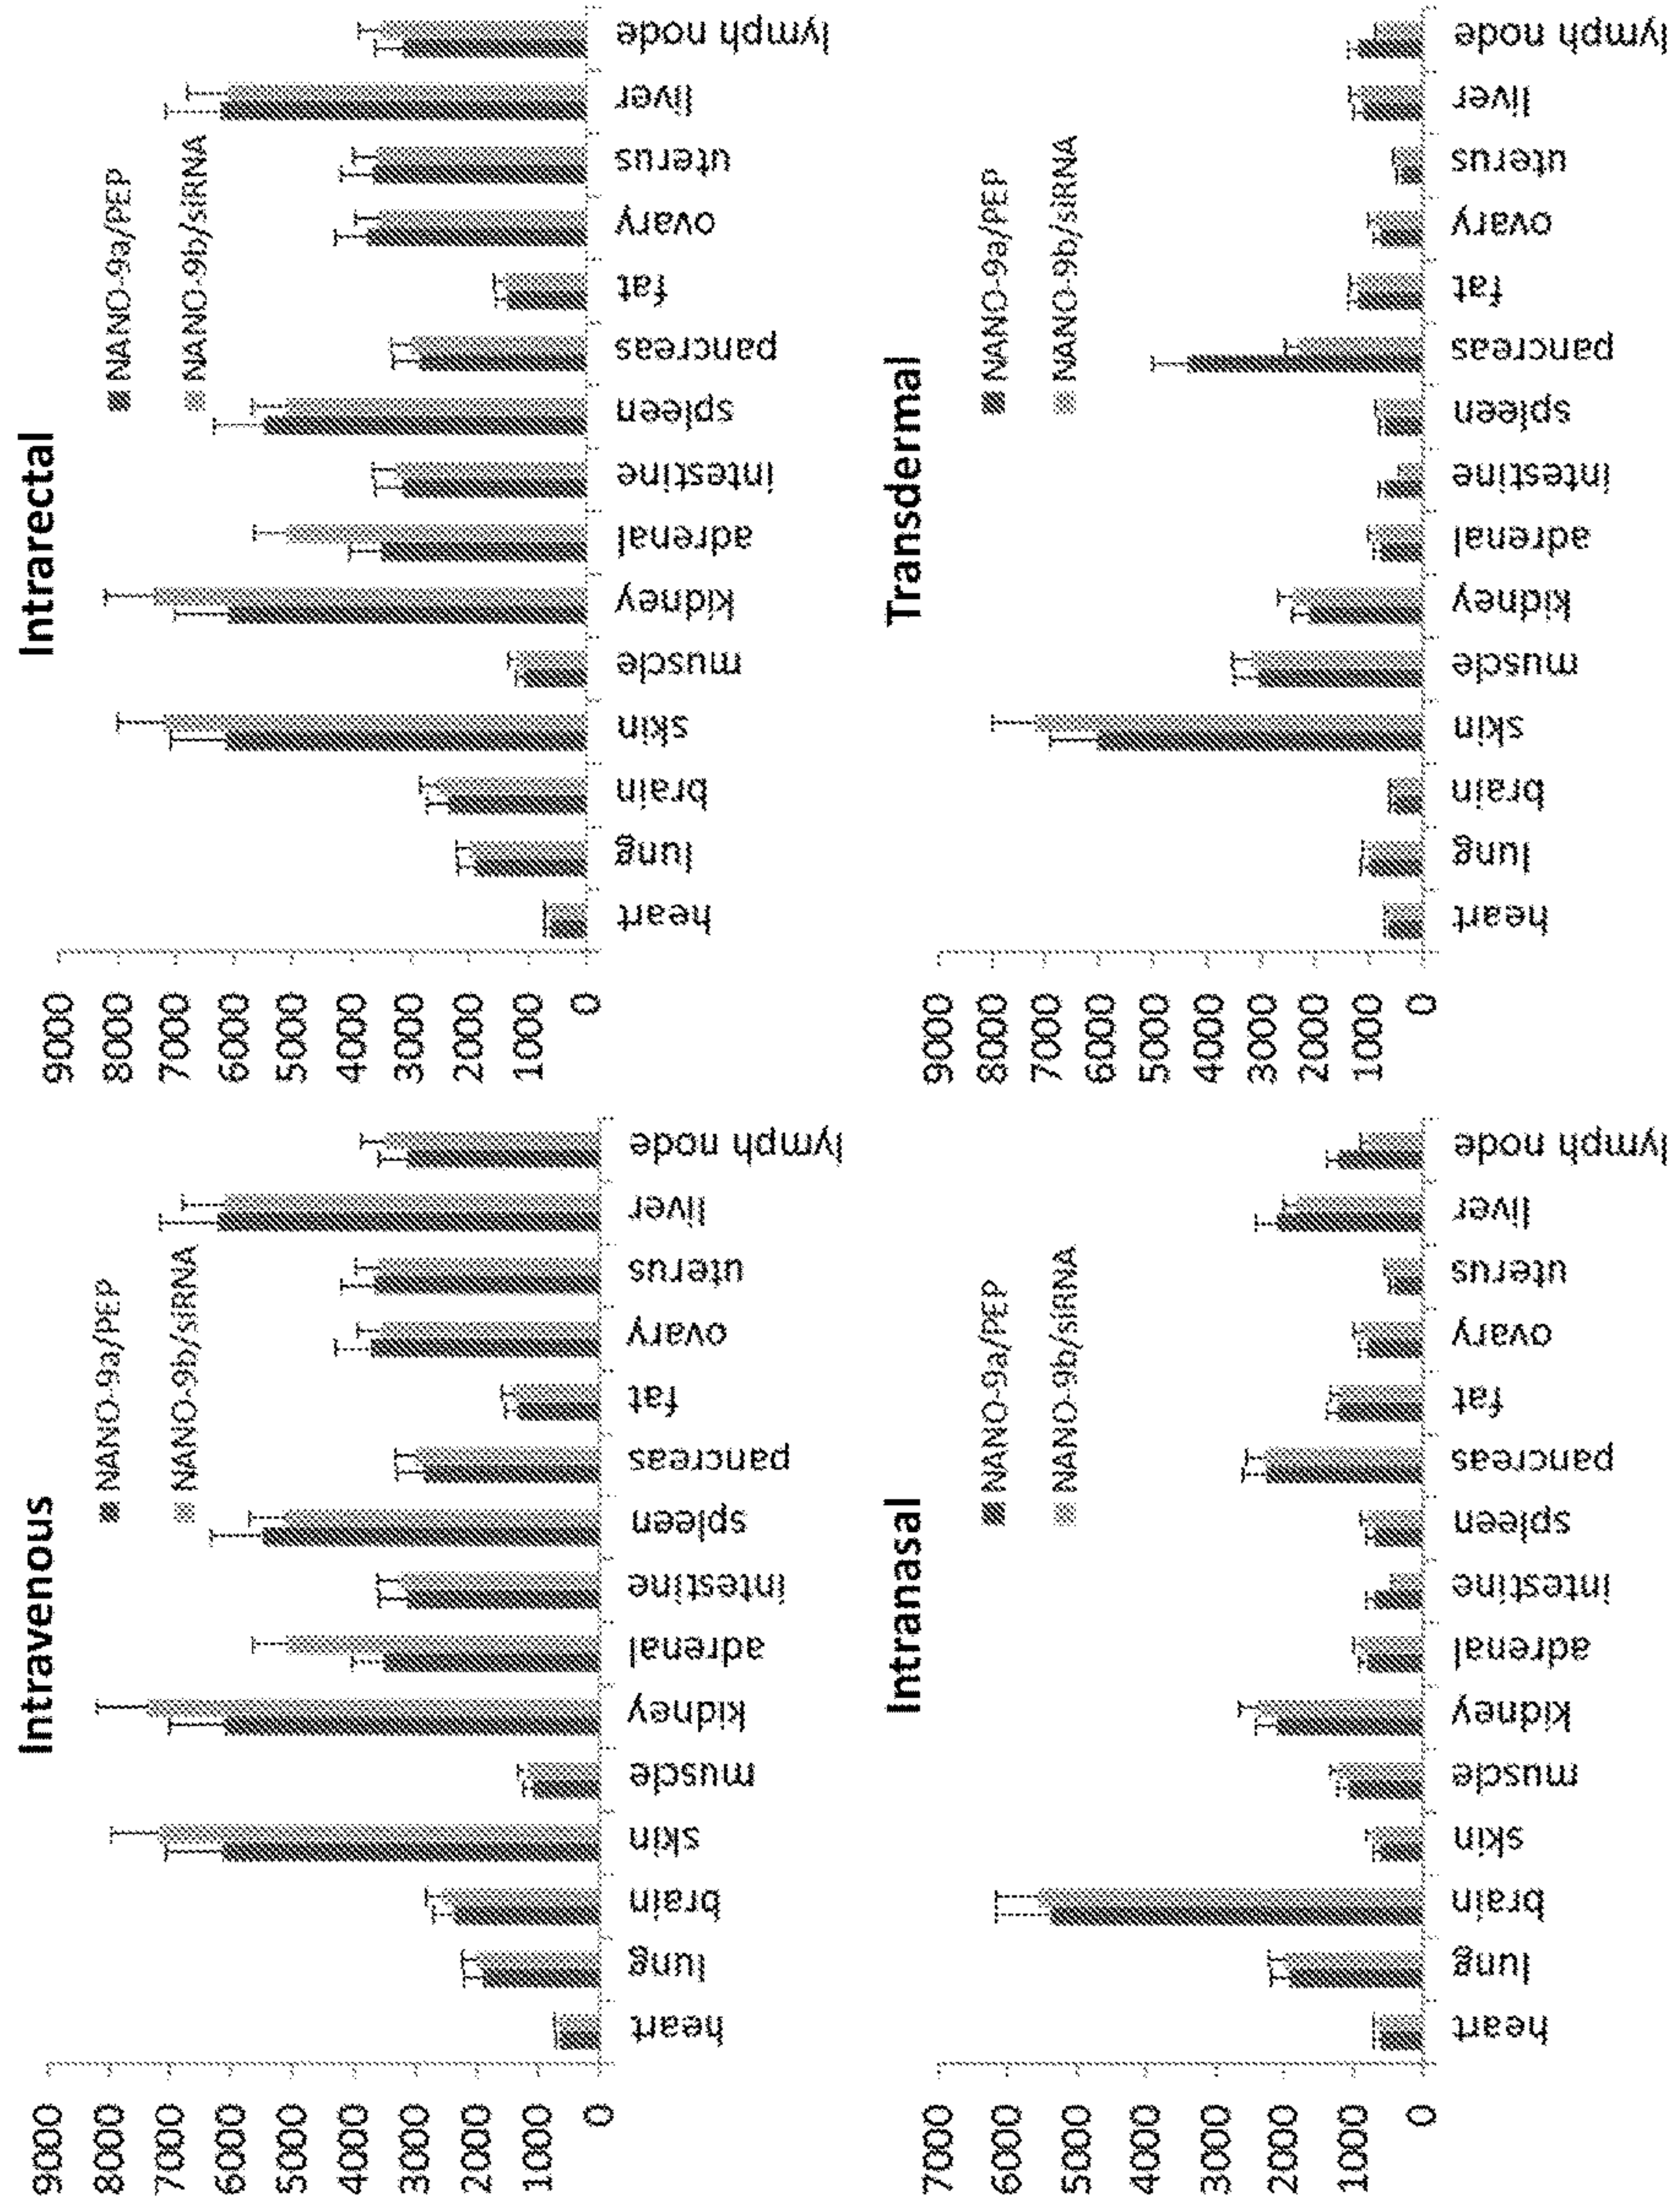 Intravenous
9000
8000
7000
6000
5000
4000
3000
2000
1000
0
NANO-9a/PEP
NANO-9b/siRNA
heart
lung
brain
skin
muscle
kidney
adrenal
intestine
spleen
pancreas
fat
ovary
uterus
liver
lymph node
Intrarectal
9000
8000
7000
6000
5000
4000
3000
2000
1000
0
NANO-9a/PEP
NANO-9b/siRNA
heart
lung
brain
skin
muscle
kidney
adrenal
intestine
spleen
pancreas
fat
ovary
uterus
liver
lymph node
Intranasal
7000
6000
5000
4000
3000
2000
1000
0
NANO-9a/PEP
NANO-9b/siRNA
heart
lung
brain
skin
muscle
kidney
adrenal
intestine
spleen
pancreas
fat
ovary
uterus
liver
lymph node
Transdermal
9000
8000
7000
6000
5000
4000
3000
2000
1000
0
NANO-9a/PEP
NANO-9b/siRNA
heart
lung
brain
skin
muscle
kidney
adrenal
intestine
spleen
pancreas
fat
ovary
uterus
liver
lymph node